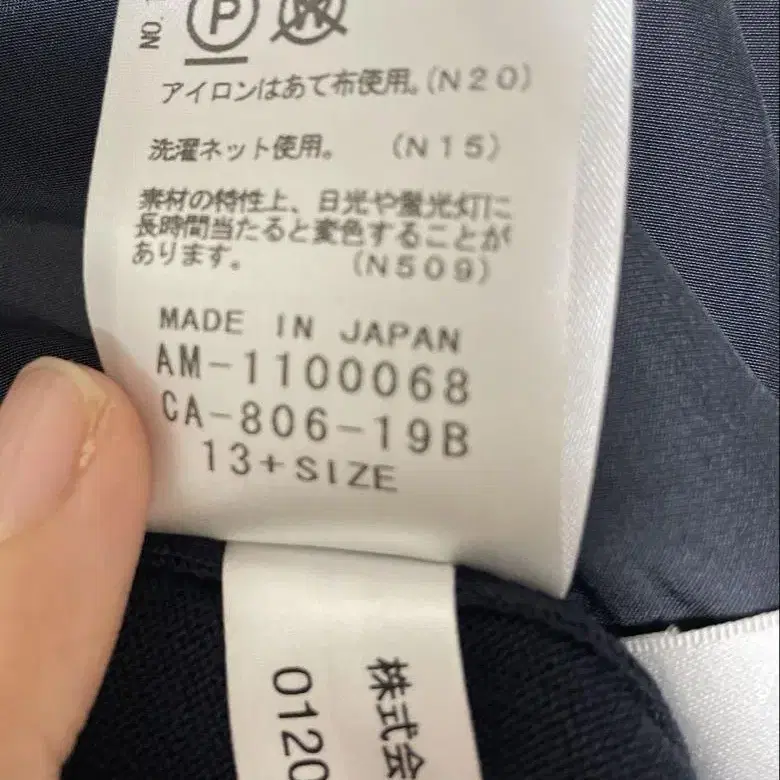 NO.
P
アイロンはあて布使用。(N20)
洗濯ネット使用。 (N15)
素材の特性上、日光や螢光灯に
長時間当たると変色することが
あります。 (N509)
MADE IN JAPAN
AM-1100068
CA-806-19B
13+SIZE
株式会
0120